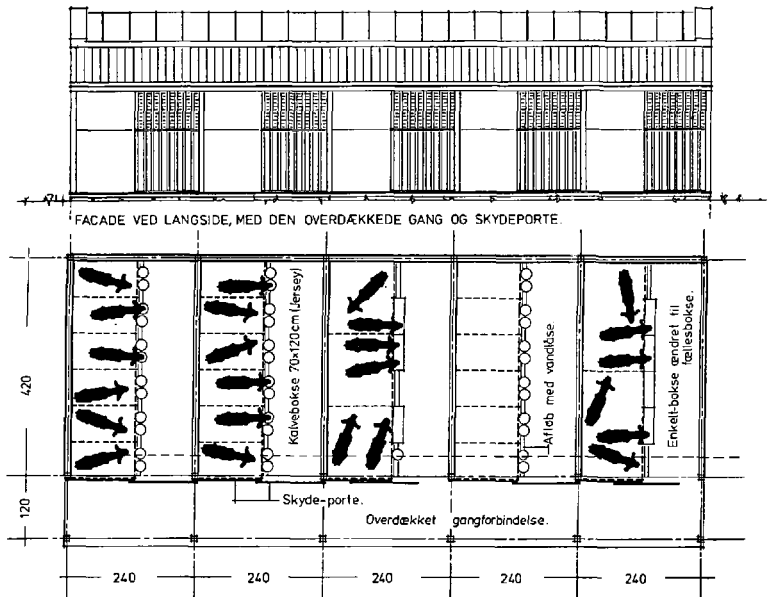 FACADE VED LANGSIDE, MED DEN OVERDÆKKEDE GANG OG SKYDEPORTE.
420
120
Kalvebokse 70x120cm (Jersey)
Afløb med vandlåse
Enkelt-bokse ændret til
fællesbokse.
Skyde-porte.
Overdækket gangforbindelse.
240
240
240
240
240